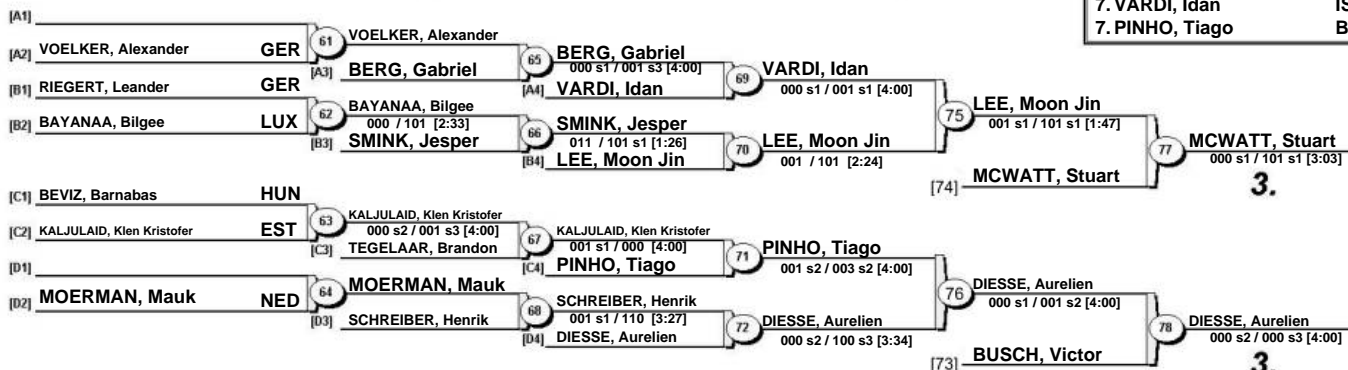 7. VARDI, Idan IS
7. PINHO, Tiago B
[A1]
[A2] VOELKER, Alexander GER
61
VOELKER, Alexander
[A3] BERG, Gabriel
65
BERG, Gabriel
000 s1 / 001 s3 [4:00]
[A4] VARDI, Idan
69
VARDI, Idan
000 s1 / 001 s1 [4:00]
[B1] RIEGERT, Leander GER
[B2] BAYANAA, Bilgee LUX
62
BAYANAA, Bilgee
000 / 101 [2:33]
[B3] SMINK, Jesper
66
SMINK, Jesper
011 / 101 s1 [1:26]
[B4] LEE, Moon Jin
70
LEE, Moon Jin
001 / 101 [2:24]
75
LEE, Moon Jin
001 s1 / 101 s1 [1:47]
[74] MCWATT, Stuart
77
MCWATT, Stuart
000 s1 / 101 s1 [3:03]
3.
[C1] BEVIZ, Barnabas HUN
[C2] KALJULAID, Klen Kristofer EST
63
KALJULAID, Klen Kristofer
000 s2 / 001 s3 [4:00]
[C3] TEGELAAR, Brandon
67
KALJULAID, Klen Kristofer
001 s1 / 000 [4:00]
[C4] PINHO, Tiago
71
PINHO, Tiago
001 s2 / 003 s2 [4:00]
[D1]
[D2] MOERMAN, Mauk NED
64
MOERMAN, Mauk
[D3] SCHREIBER, Henrik
68
SCHREIBER, Henrik
001 s1 / 110 [3:27]
[D4] DIESSE, Aurelien
72
DIESSE, Aurelien
000 s2 / 100 s3 [3:34]
76
DIESSE, Aurelien
000 s1 / 001 s2 [4:00]
[73] BUSCH, Victor
78
DIESSE, Aurelien
000 s2 / 000 s3 [4:00]
3.